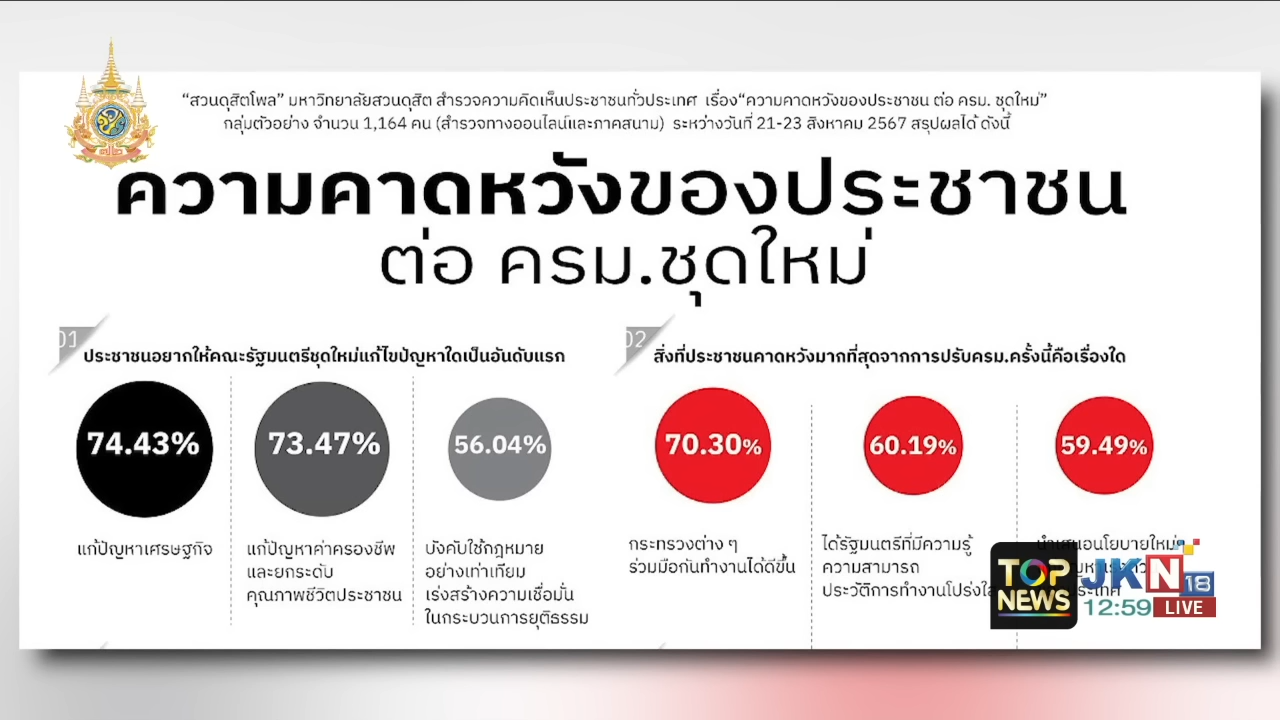 “สวนดุสิตโพล” มหาวิทยาลัยสวนดุสิต สำรวจความคิดเห็นประชาชนทั่วประเทศ เรื่อง“ความคาดหวังของประชาชน ต่อ ครม. ชุดใหม่”
กลุ่มตัวอย่าง จำนวน 1,164 คน (สำรวจทางออนไลน์และภาคสนาม) ระหว่างวันที่ 21-23 สิงหาคม 2567 สรุปผลได้ ดังนี้
ความคาดหวังของประชาชน
ต่อ ครม.ชุดใหม่
01
ประชาชนอยากให้คณะรัฐมนตรีชุดใหม่แก้ไขปัญหาใดเป็นอันดับแรก
74.43%
73.47%
56.04%
แก้ปัญหาเศรษฐกิจ
แก้ปัญหาค่าครองชีพ
และยกระดับ
คุณภาพชีวิตประชาชน
บังคับใช้กฎหมาย
อย่างเท่าเทียม
เร่งสร้างความเชื่อมั่น
ในกระบวนการยุติธรรม
02
สิ่งที่ประชาชนคาดหวังมากที่สุดจากการปรับครม.ครั้งนี้คือเรื่องใด
70.30%
60.19%
59.49%
กระทรวงต่าง ๆ
ร่วมมือกันทำงานได้ดีขึ้น
ได้รัฐมนตรีที่มีความรู้
ความสามารถ
ประวัติการทำงานโปร่งใส
นำเสนอนโยบายใหม่ๆ
TOP
NEWS
JKN18
12:59 LIVE